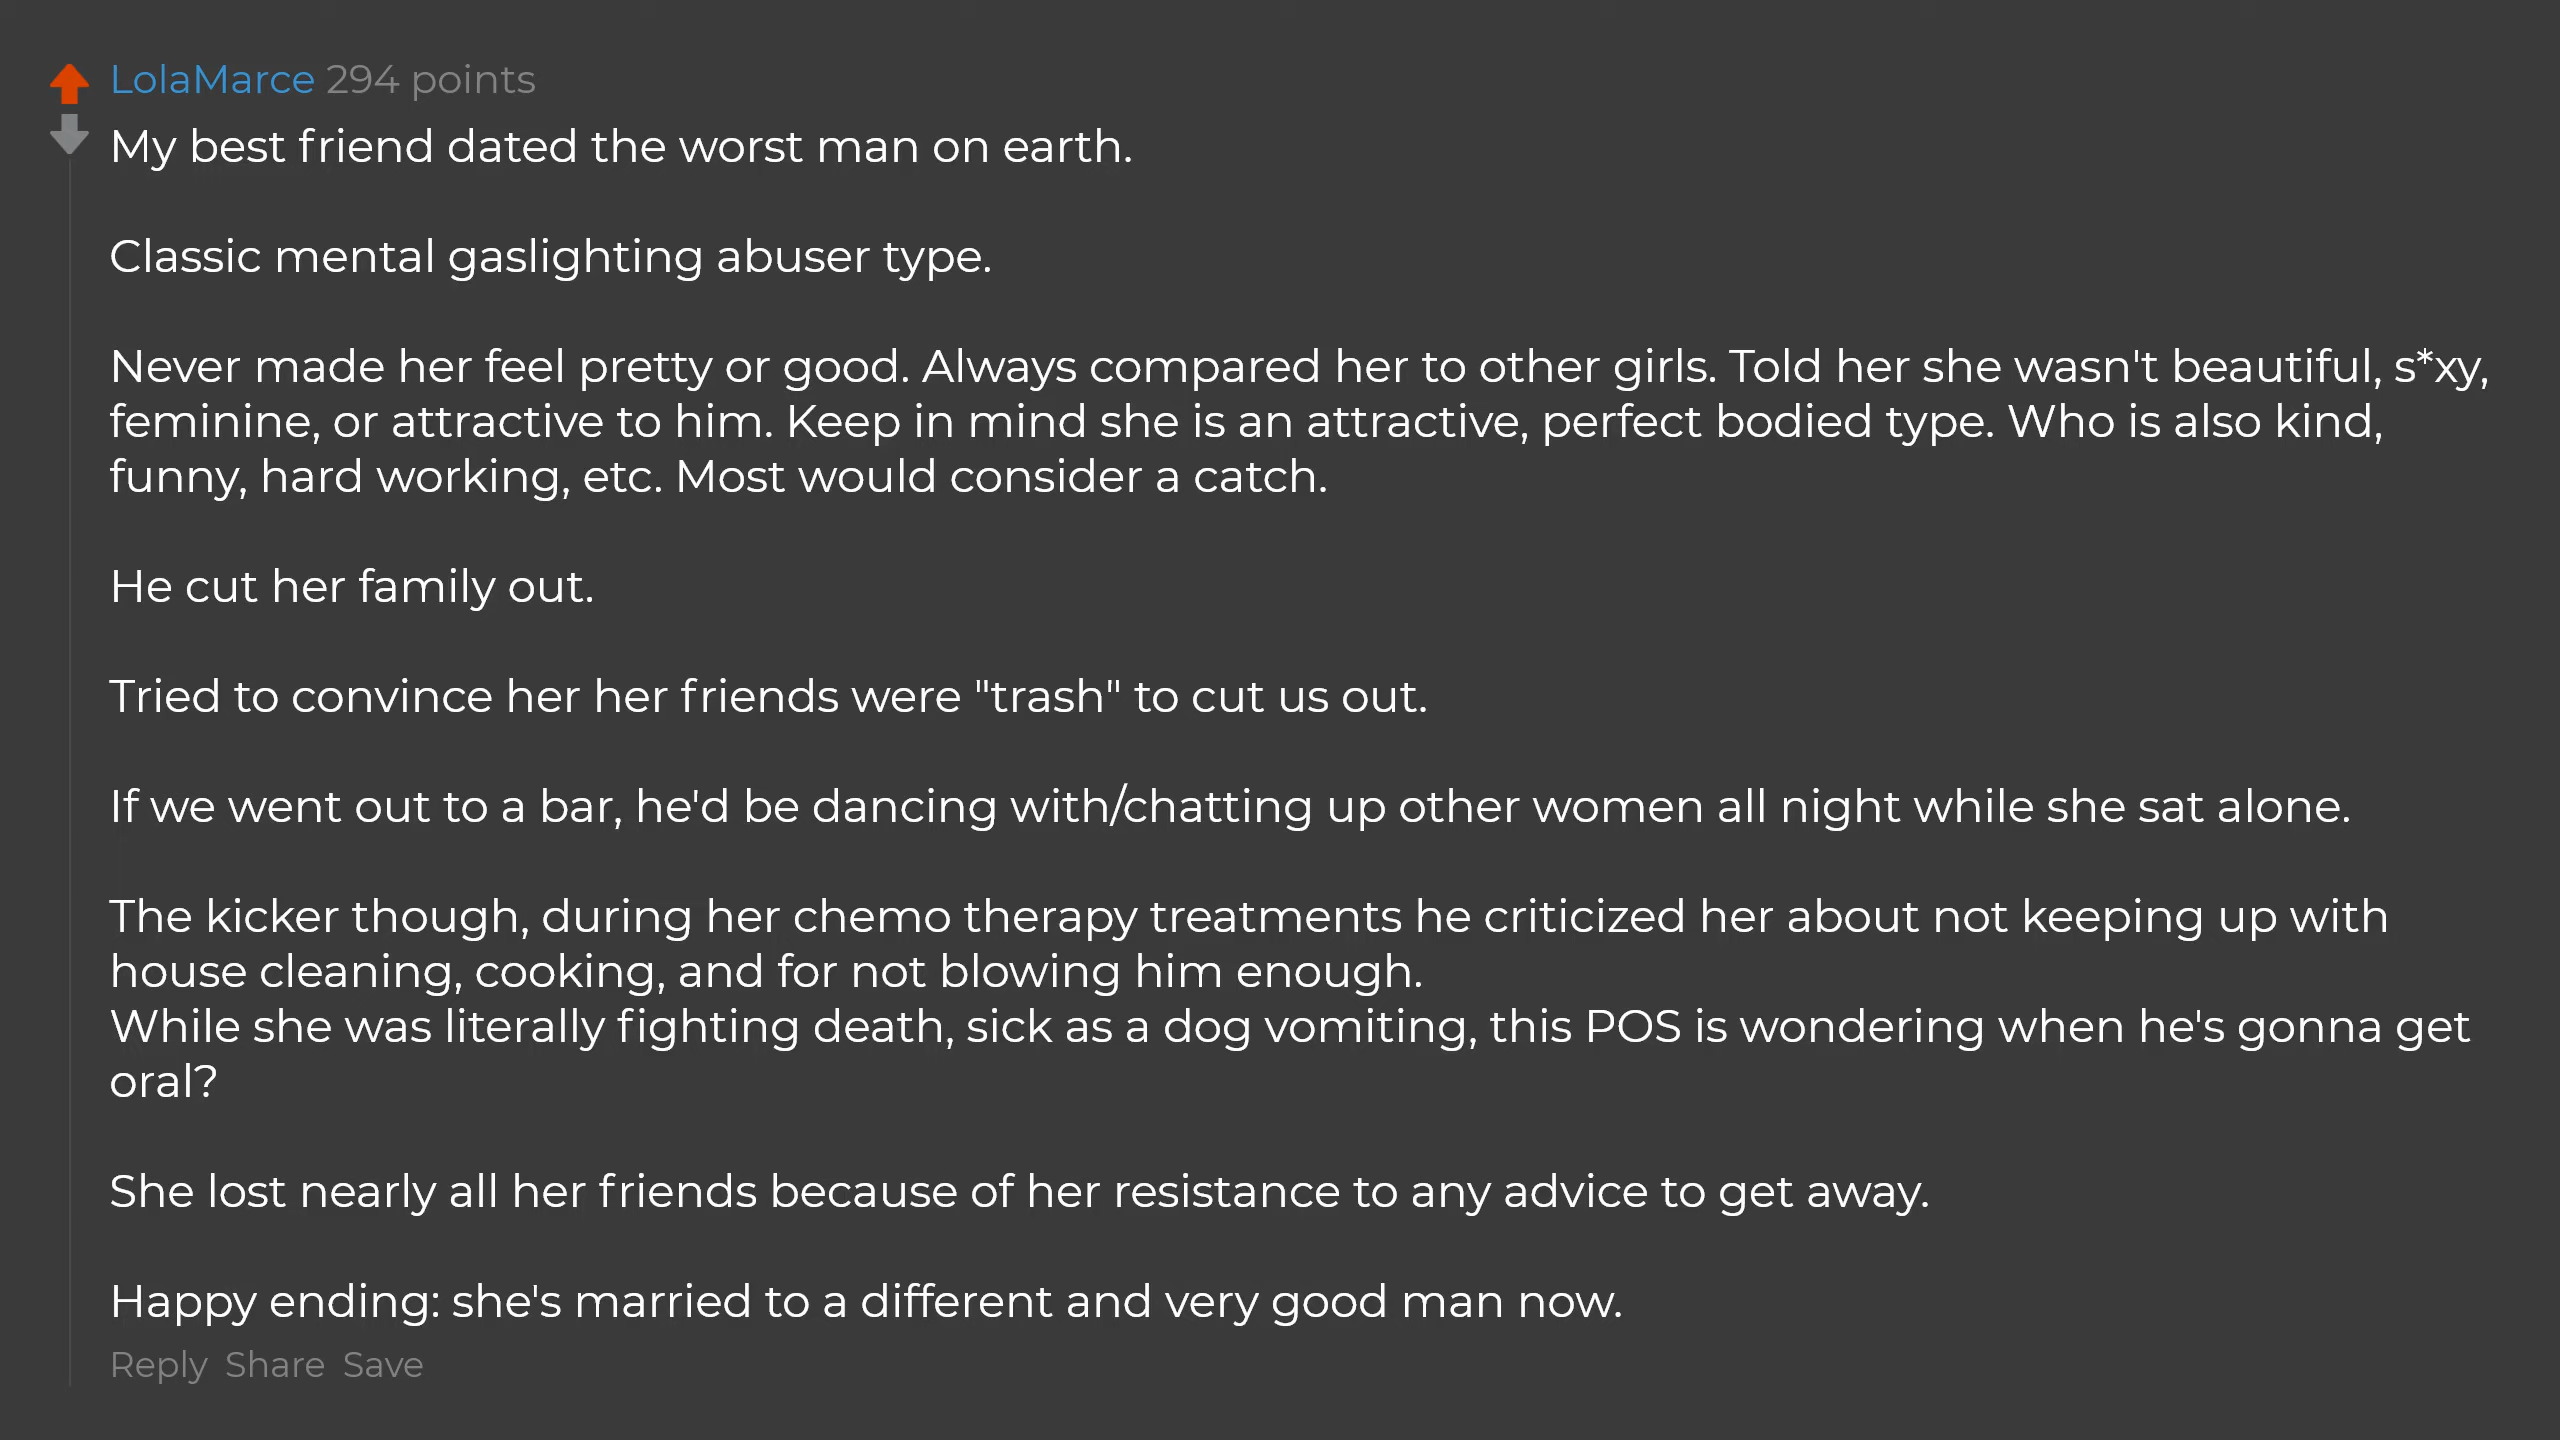 LolaMarce 294 points
My best friend dated the worst man on earth.
Classic mental gaslighting abuser type.
Never made her feel pretty or good. Always compared her to other girls. Told her she wasn't beautiful, s*xy,
feminine, or attractive to him. Keep in mind she is an attractive, perfect bodied type. Who is also kind,
funny, hard working, etc. Most would consider a catch.
He cut her family out.
Tried to convince her her friends were "trash" to cut us out.
If we went out to a bar, he'd be dancing with/chatting up other women all night while she sat alone.
The kicker though, during her chemo therapy treatments he criticized her about not keeping up with
house cleaning, cooking, and for not blowing him enough.
While she was literally fighting death, sick as a dog vomiting, this POS is wondering when he's gonna get
oral?
She lost nearly all her friends because of her resistance to any advice to get away.
Happy ending: she's married to a different and very good man now.
Reply Share Save